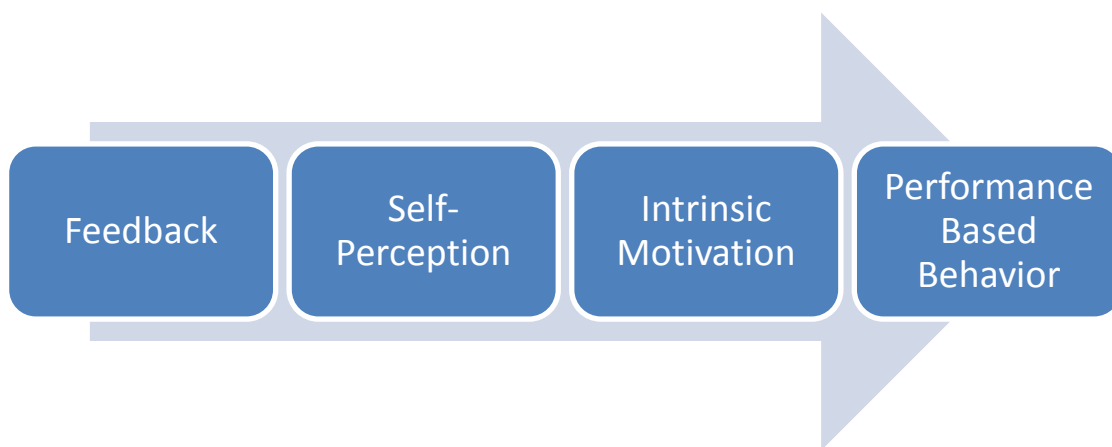 Feedback
Self-
Perception
Intrinsic
Motivation
Performance
Based
Behavior